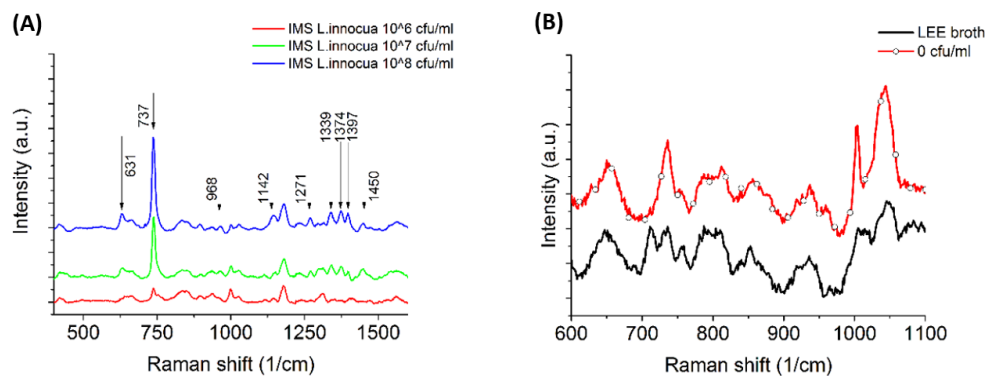 (A)
IMS L.innocua 10^6 cfu/ml
IMS L.innocua 10^7 cfu/ml
IMS L.innocua 10^8 cfu/ml
631
737
968
1142
1271
1339
1374
1397
1450
Intensity (a.u.)
500 750 1000 1250 1500
Raman shift (1/cm)
(B)
LEE broth
0 cfu/ml
Intensity (a.u.)
600 700 800 900 1000 1100
Raman shift (1/cm)